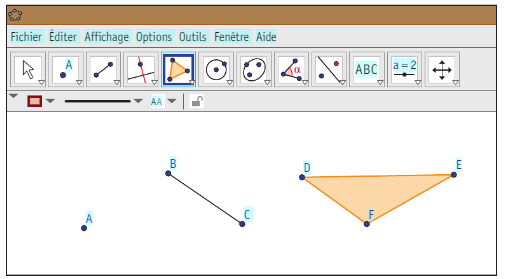 Fichier Éditer Affichage Options Outils Fenêtre Aide
A α ABC a = 2
AA
B
D E
A C F